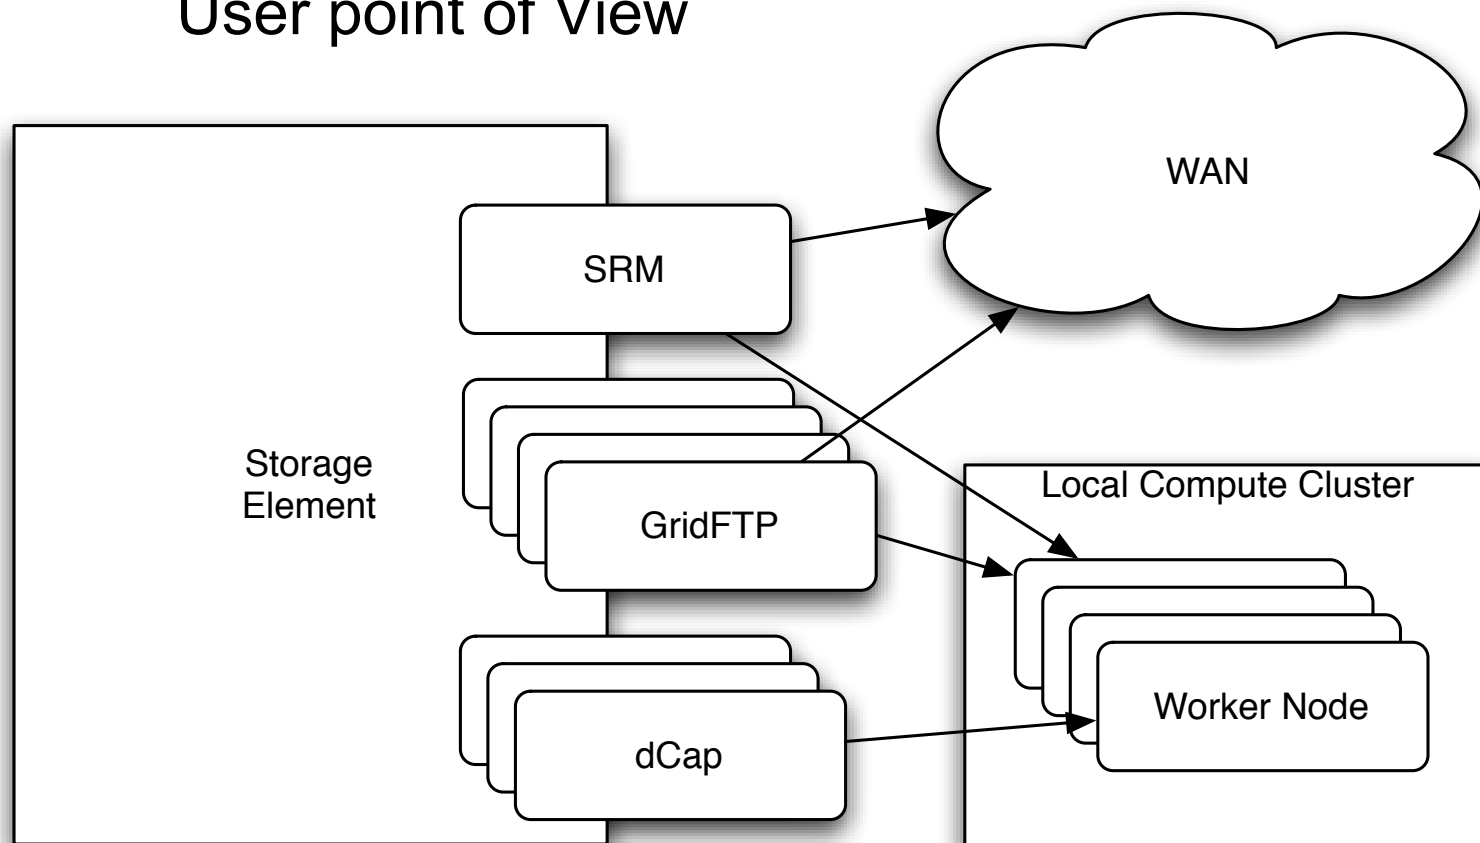 User point of View
WAN
SRM
Storage
Element
GridFTP
Local Compute Cluster
Worker Node
dCap